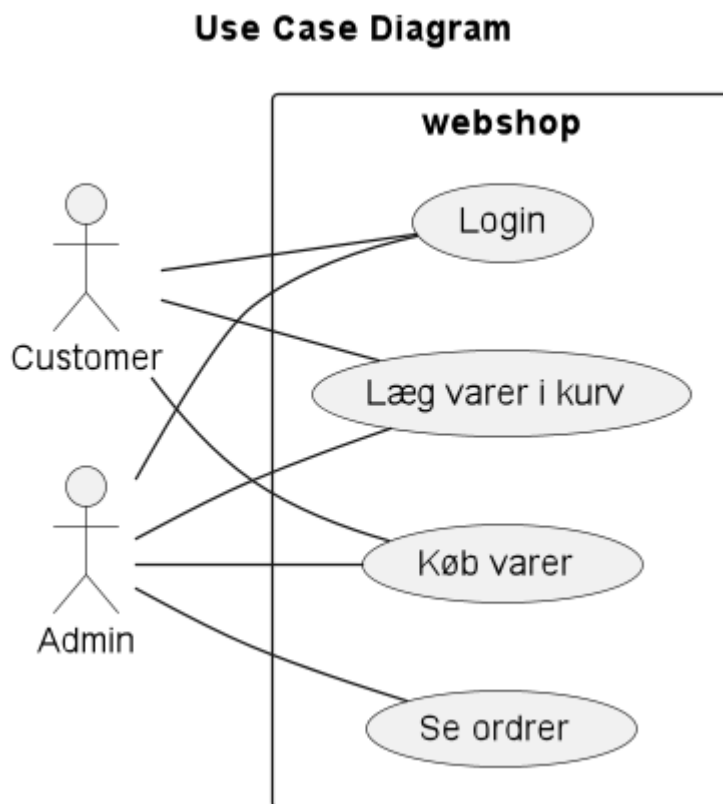 Use Case Diagram
webshop
Login
Customer
Læg varer i kurv
Køb varer
Admin
Se ordrer